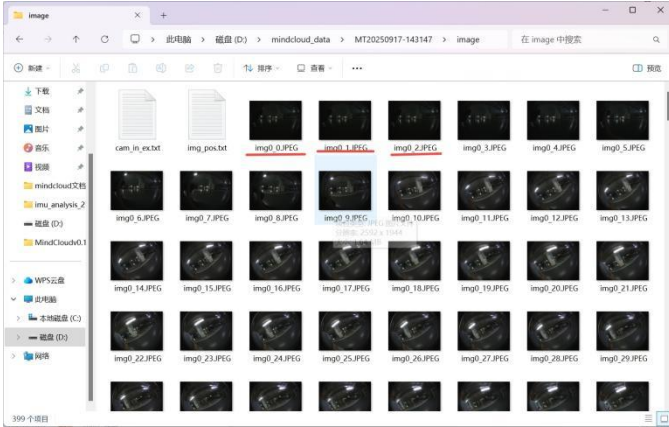 image
此电脑 > 磁盘 (D:) > mindcloud_data > MT20250917-143147 > image
在 image 中搜索
新建
排序
查看
预览
下载
文档
图片
音乐
视频
mindcloud文档
imu_analysis_2
磁盘 (D:)
MindCloudv0.1
WPS云盘
此电脑
本地磁盘 (C:)
磁盘 (D:)
网络
cam_in_ex.txt img_pos.txt img0_0.JPEG img0_1.JPEG img0_2.JPEG img0_3.JPEG img0_4.JPEG img0_5.JPEG
img0_6.JPEG img0_7.JPEG img0_8.JPEG img0_9.JPEG img0_10.JPEG img0_11.JPEG img0_12.JPEG img0_13.JPEG
分辨率: 2592 x 1944
img0_14.JPEG img0_15.JPEG img0_16.JPEG img0_17.JPEG img0_18.JPEG img0_19.JPEG img0_20.JPEG img0_21.JPEG
img0_22.JPEG img0_23.JPEG img0_24.JPEG img0_25.JPEG img0_26.JPEG img0_27.JPEG img0_28.JPEG img0_29.JPEG
399 个项目